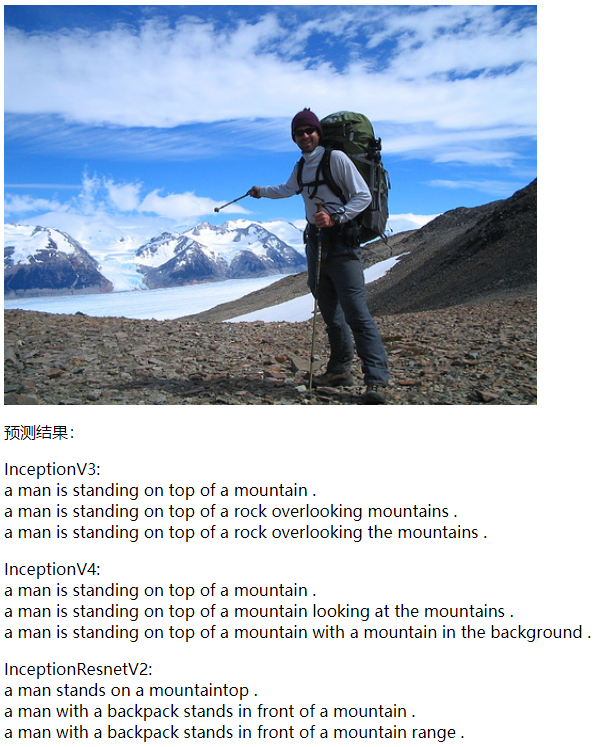 预测结果:
InceptionV3:
a man is standing on top of a mountain .
a man is standing on top of a rock overlooking mountains .
a man is standing on top of a rock overlooking the mountains .
InceptionV4:
a man is standing on top of a mountain .
a man is standing on top of a mountain looking at the mountains .
a man is standing on top of a mountain with a mountain in the background .
InceptionResnetV2:
a man stands on a mountaintop .
a man with a backpack stands in front of a mountain .
a man with a backpack stands in front of a mountain range .